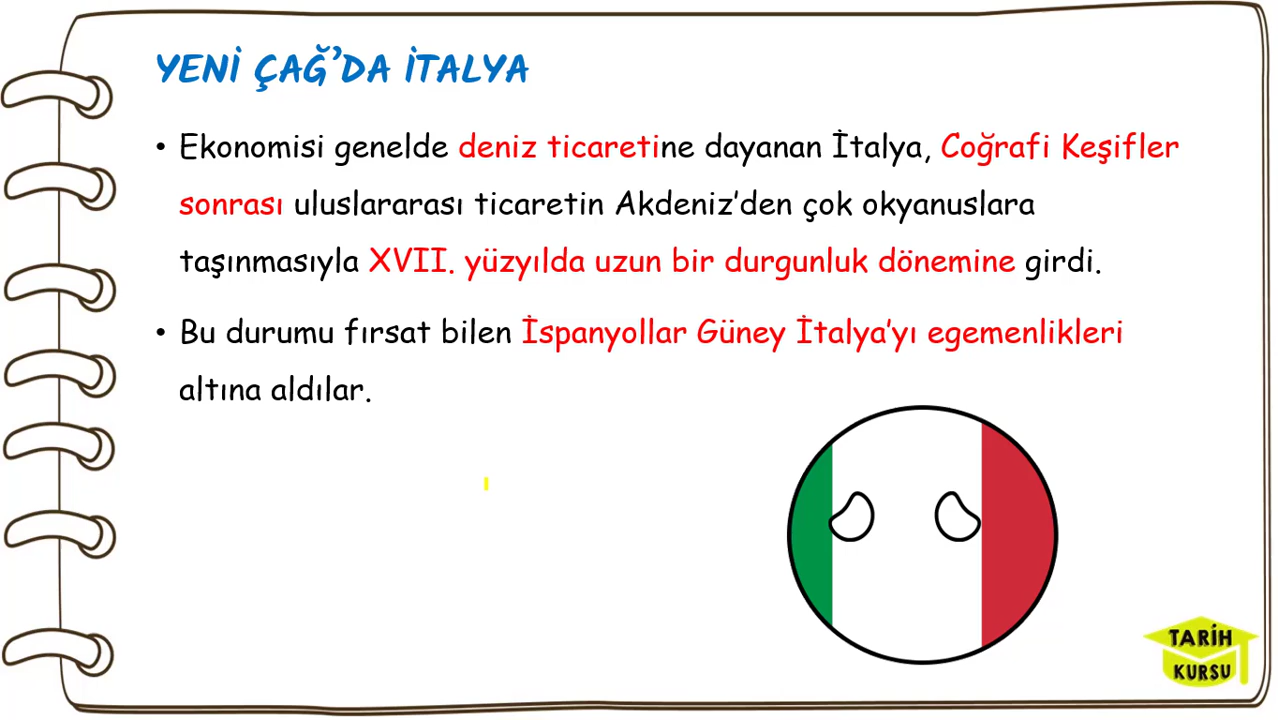 YENİ ÇAĞ’DA İTALYA
• Ekonomisi genelde deniz ticaretine dayanan İtalya, Coğrafi Keşifler
sonrası uluslararası ticaretin Akdeniz’den çok okyanuslara
taşınmasıyla XVII. yüzyılda uzun bir durgunluk dönemine girdi.
• Bu durumu fırsat bilen İspanyollar Güney İtalya’yı egemenlikleri
altına aldılar.
TARİH
KURSU